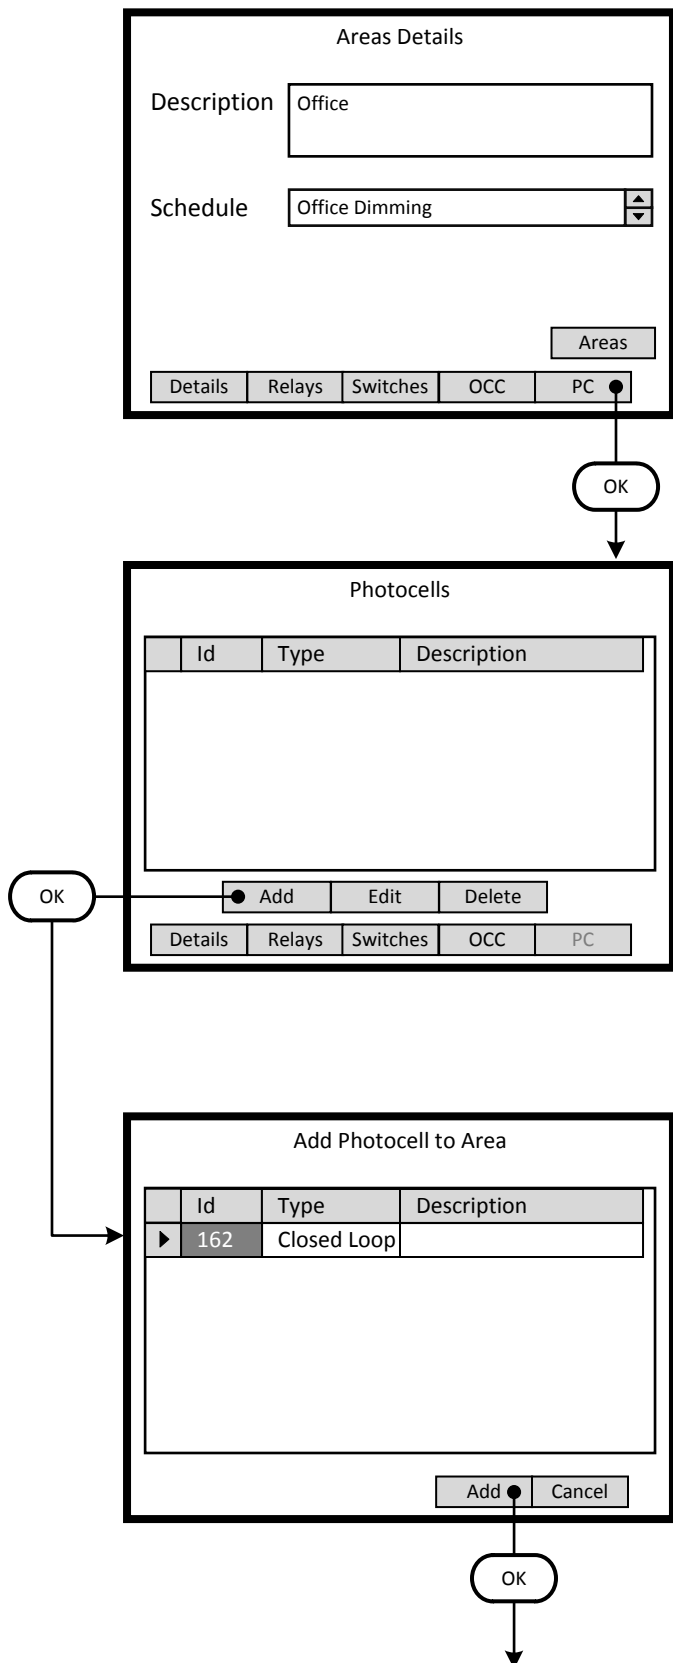 Areas Details
Description Office
Schedule Office Dimming
Areas
Details Relays Switches OCC PC
OK
Photocells
Id Type Description
OK
Add Edit Delete
Details Relays Switches OCC PC
Add Photocell to Area
Id Type Description
162 Closed Loop
Add Cancel
OK